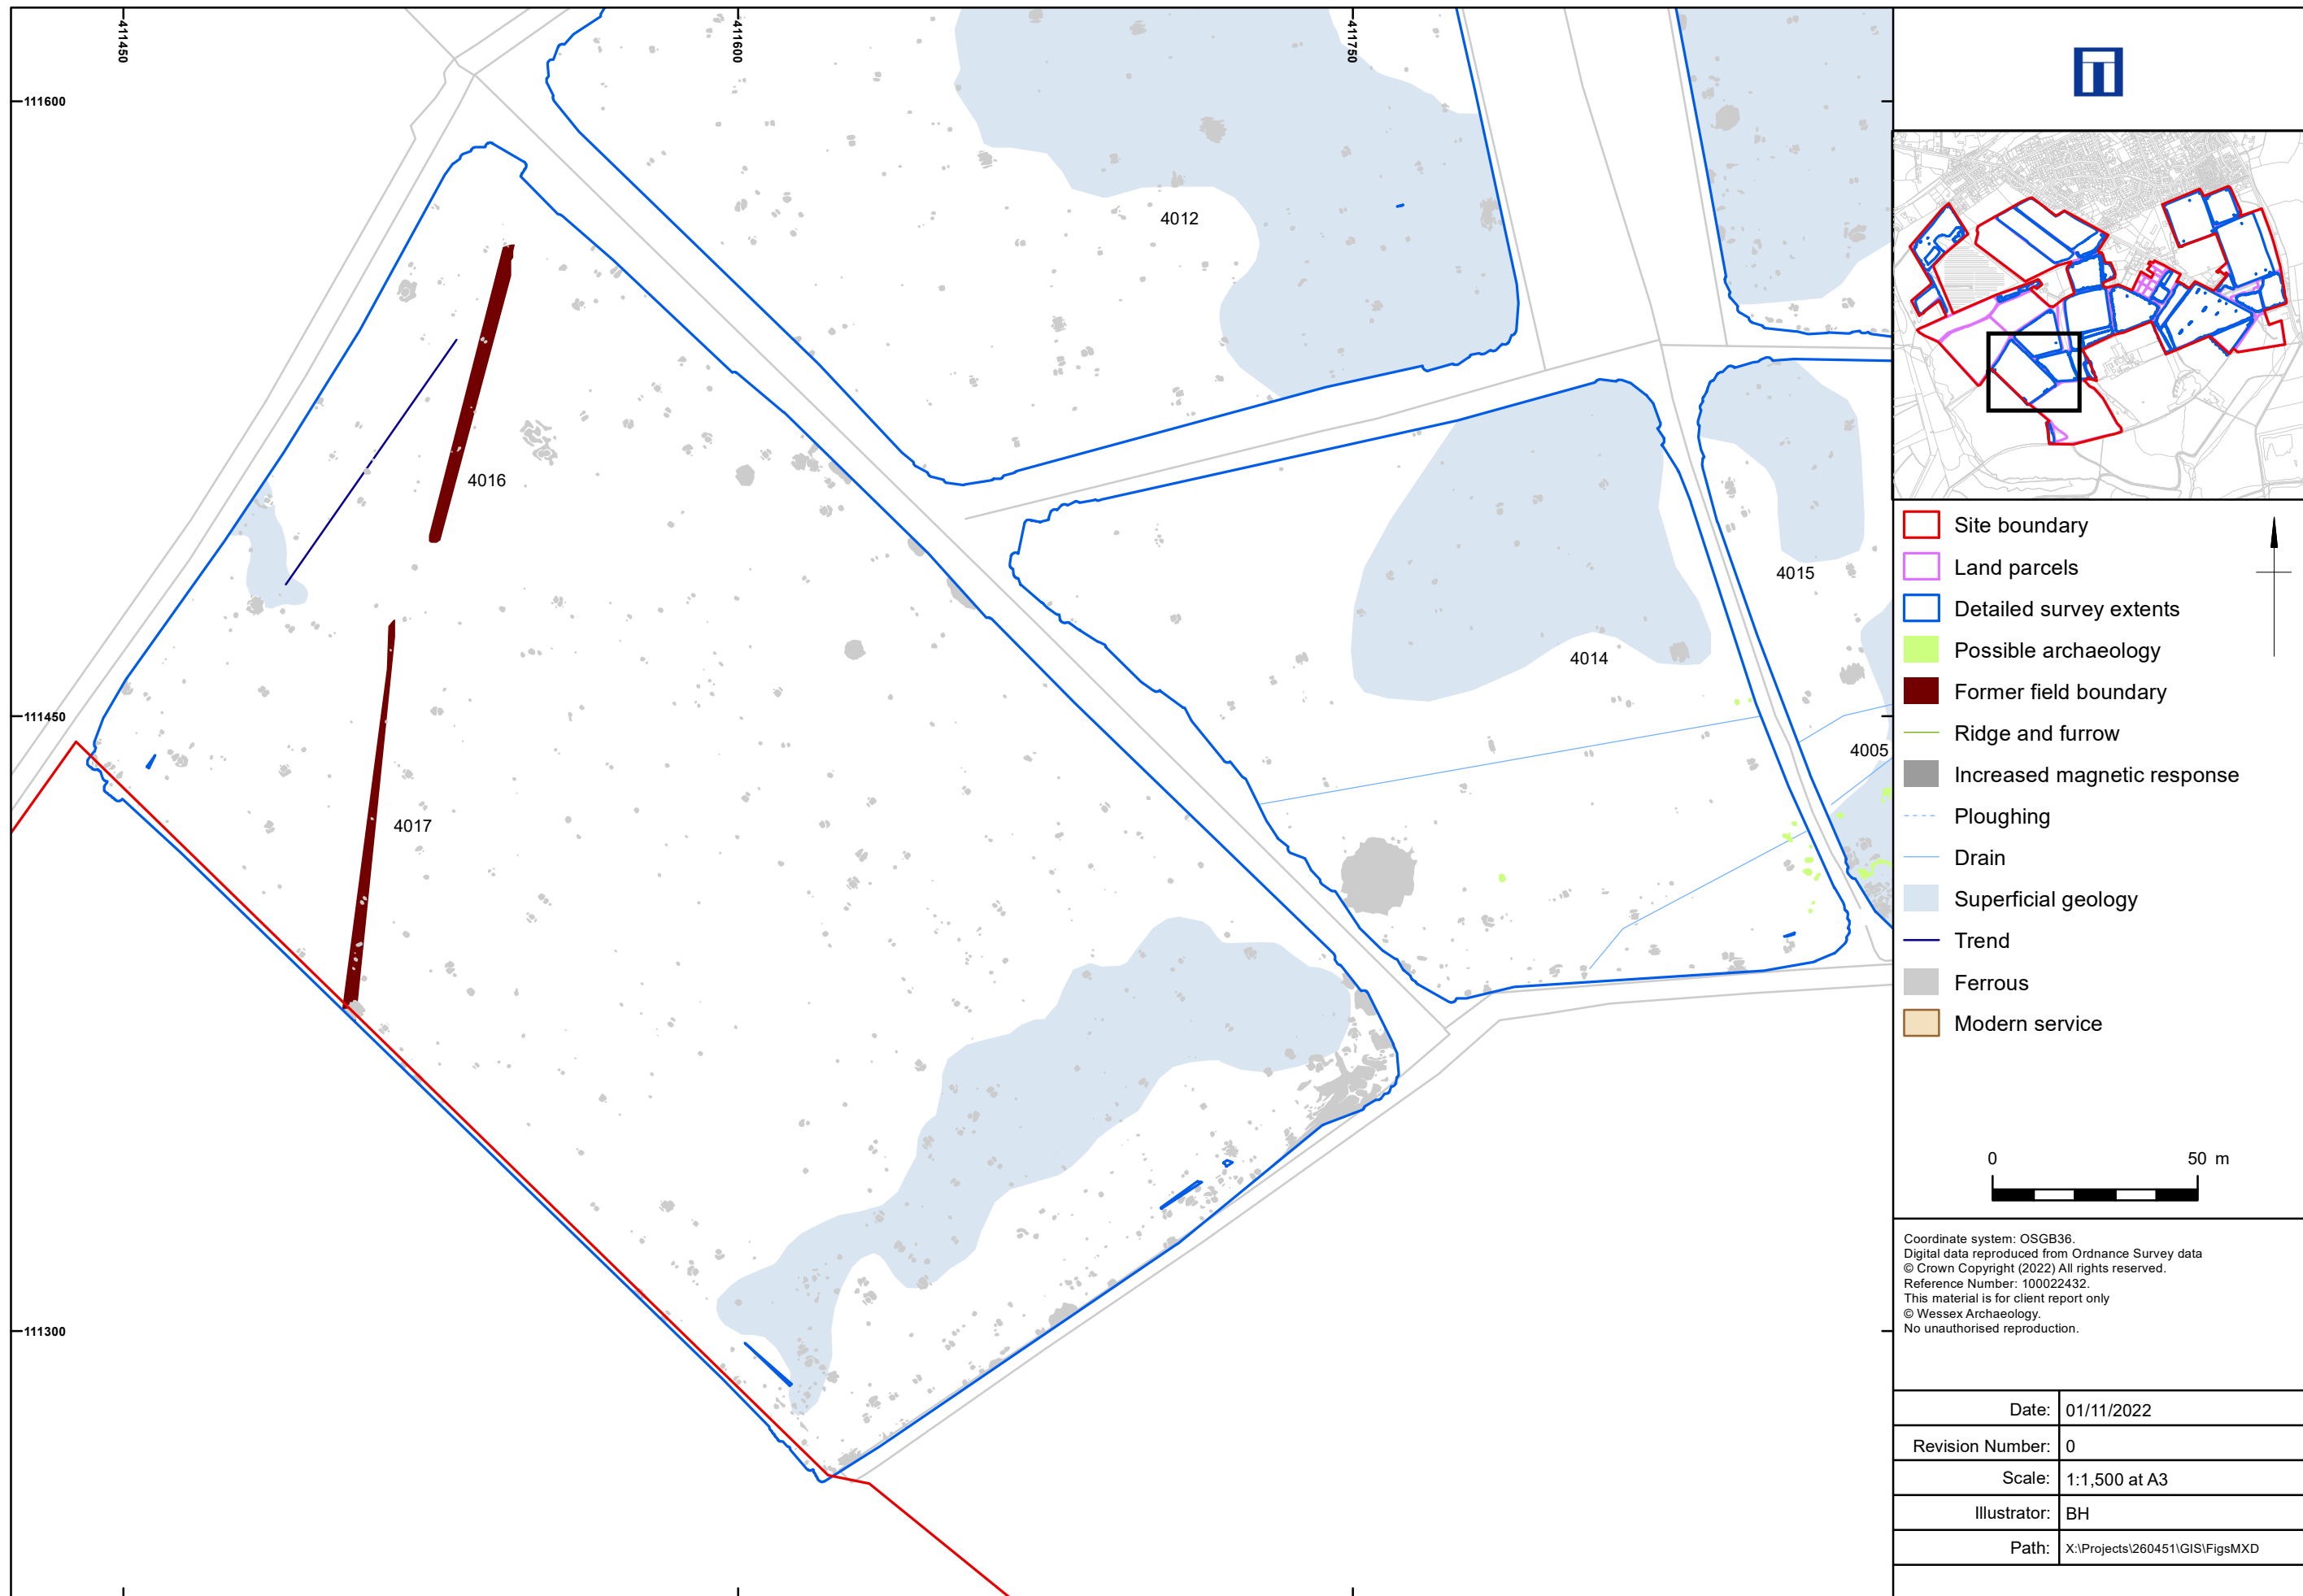 411450
411600
411750
111600
111450
111300
4012
4016
4015
4014
4005
4017
Site boundary
Land parcels
Detailed survey extents
Possible archaeology
Former field boundary
Ridge and furrow
Increased magnetic response
Ploughing
Drain
Superficial geology
Trend
Ferrous
Modern service
0 50 m
Coordinate system: OSGB36.
Digital data reproduced from Ordnance Survey data
© Crown Copyright (2022) All rights reserved.
Reference Number: 100022432.
This material is for client report only
© Wessex Archaeology.
No unauthorised reproduction.
Date: 01/11/2022
Revision Number: 0
Scale: 1:1,500 at A3
Illustrator: BH
Path: X:\Projects\260451\GIS\FigsMXD